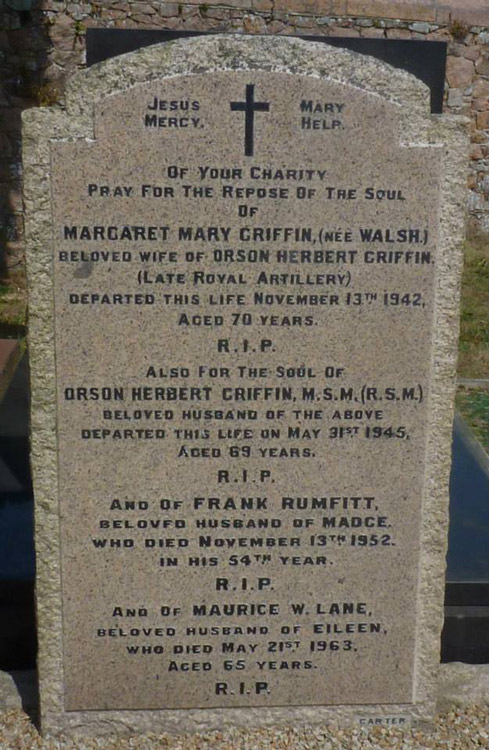 JESUS MARY
MERCY. HELP.
OF YOUR CHARITY
PRAY FOR THE REPOSE OF THE SOUL
OF
MARGARET MARY GRIFFIN, (NÉE WALSH.)
BELOVED WIFE OF ORSON HERBERT GRIFFIN.
(LATE ROYAL ARTILLERY)
DEPARTED THIS LIFE NOVEMBER 13TH 1942,
AGED 70 YEARS.
R.I.P.
ALSO FOR THE SOUL OF
ORSON HERBERT GRIFFIN, M.S.M. (R.S.M.)
BELOVED HUSBAND OF THE ABOVE
DEPARTED THIS LIFE ON MAY 31ST 1945,
AGED 69 YEARS.
R.I.P.
AND OF FRANK RUMFITT,
BELOVED HUSBAND OF MADGE,
WHO DIED NOVEMBER 13TH 1952.
IN HIS 54TH YEAR.
R.I.P.
AND OF MAURICE W. LANE,
BELOVED HUSBAND OF EILEEN,
WHO DIED MAY 21ST 1963,
AGED 65 YEARS.
R.I.P.
CARTER